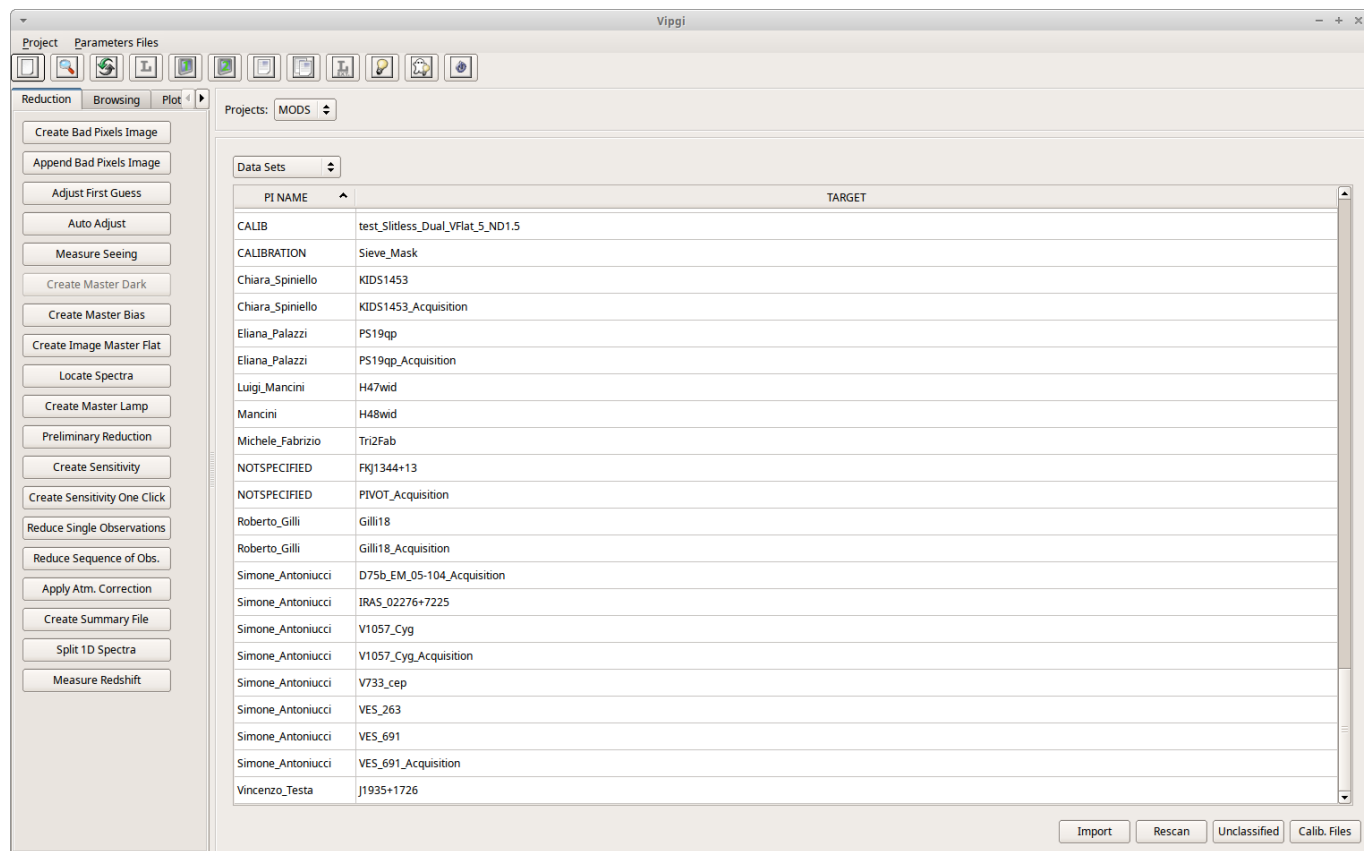 Vipgi
Project Parameters Files
Reduction Browsing Plot
Projects: MODS
Create Bad Pixels Image
Append Bad Pixels Image
Adjust First Guess
Auto Adjust
Measure Seeing
Create Master Dark
Create Master Bias
Create Image Master Flat
Locate Spectra
Create Master Lamp
Preliminary Reduction
Create Sensitivity
Create Sensitivity One Click
Reduce Single Observations
Reduce Sequence of Obs.
Apply Atm. Correction
Create Summary File
Split 1D Spectra
Measure Redshift
Data Sets
PI NAME TARGET
CALIB test_Slitless_Dual_VFlat_5_ND1.5
CALIBRATION Sieve_Mask
Chiara_Spiniello KIDS1453
Chiara_Spiniello KIDS1453_Acquisition
Eliana_Palazzi PS19qp
Eliana_Palazzi PS19qp_Acquisition
Luigi_Mancini H47wid
Mancini H48wid
Michele_Fabrizio Tri2Fab
NOTSPECIFIED FKJ1344+13
NOTSPECIFIED PIVOT_Acquisition
Roberto_Gilli Gilli18
Roberto_Gilli Gilli18_Acquisition
Simone_Antoniucci D75b_EM_05-104_Acquisition
Simone_Antoniucci IRAS_02276+7225
Simone_Antoniucci V1057_Cyg
Simone_Antoniucci V1057_Cyg_Acquisition
Simone_Antoniucci V733_cep
Simone_Antoniucci VES_263
Simone_Antoniucci VES_691
Simone_Antoniucci VES_691_Acquisition
Vincenzo_Testa J1935+1726
Import Rescan Unclassified Calib. Files